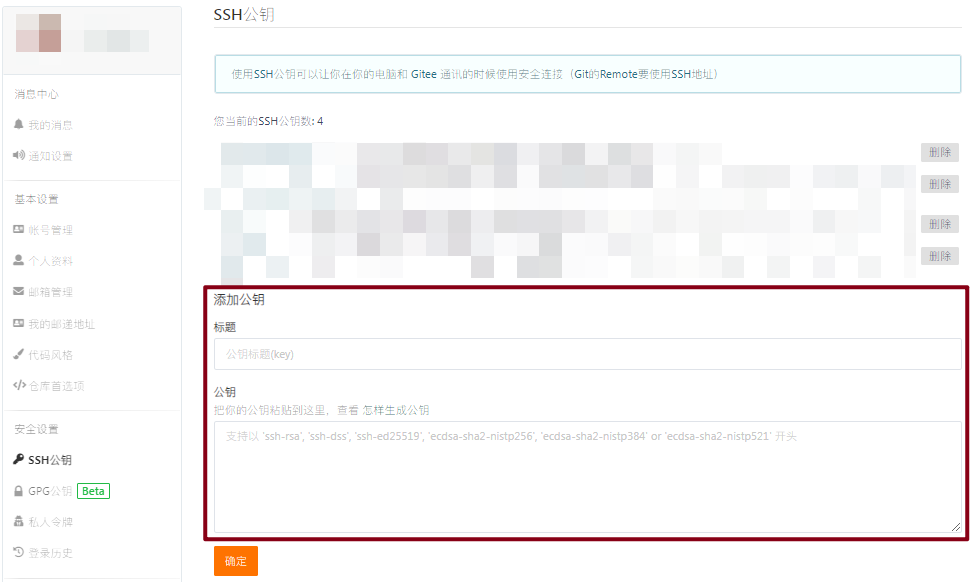 消息中心
我的消息
通知设置
基本设置
帐号管理
个人资料
邮箱管理
我的邮递地址
代码风格
仓库首选项
安全设置
SSH公钥
GPG公钥 Beta
私人令牌
登录历史
SSH公钥
使用SSH公钥可以让你在你的电脑和 Gitee 通讯的时候使用安全连接（Git的Remote要使用SSH地址）
您当前的SSH公钥数: 4
删除
删除
删除
删除
添加公钥
标题
公钥标题(key)
公钥
把你的公钥粘贴到这里，查看 怎样生成公钥
支持以 'ssh-rsa', 'ssh-dss', 'ssh-ed25519', 'ecdsa-sha2-nistp256', 'ecdsa-sha2-nistp384' or 'ecdsa-sha2-nistp521' 开头
确定